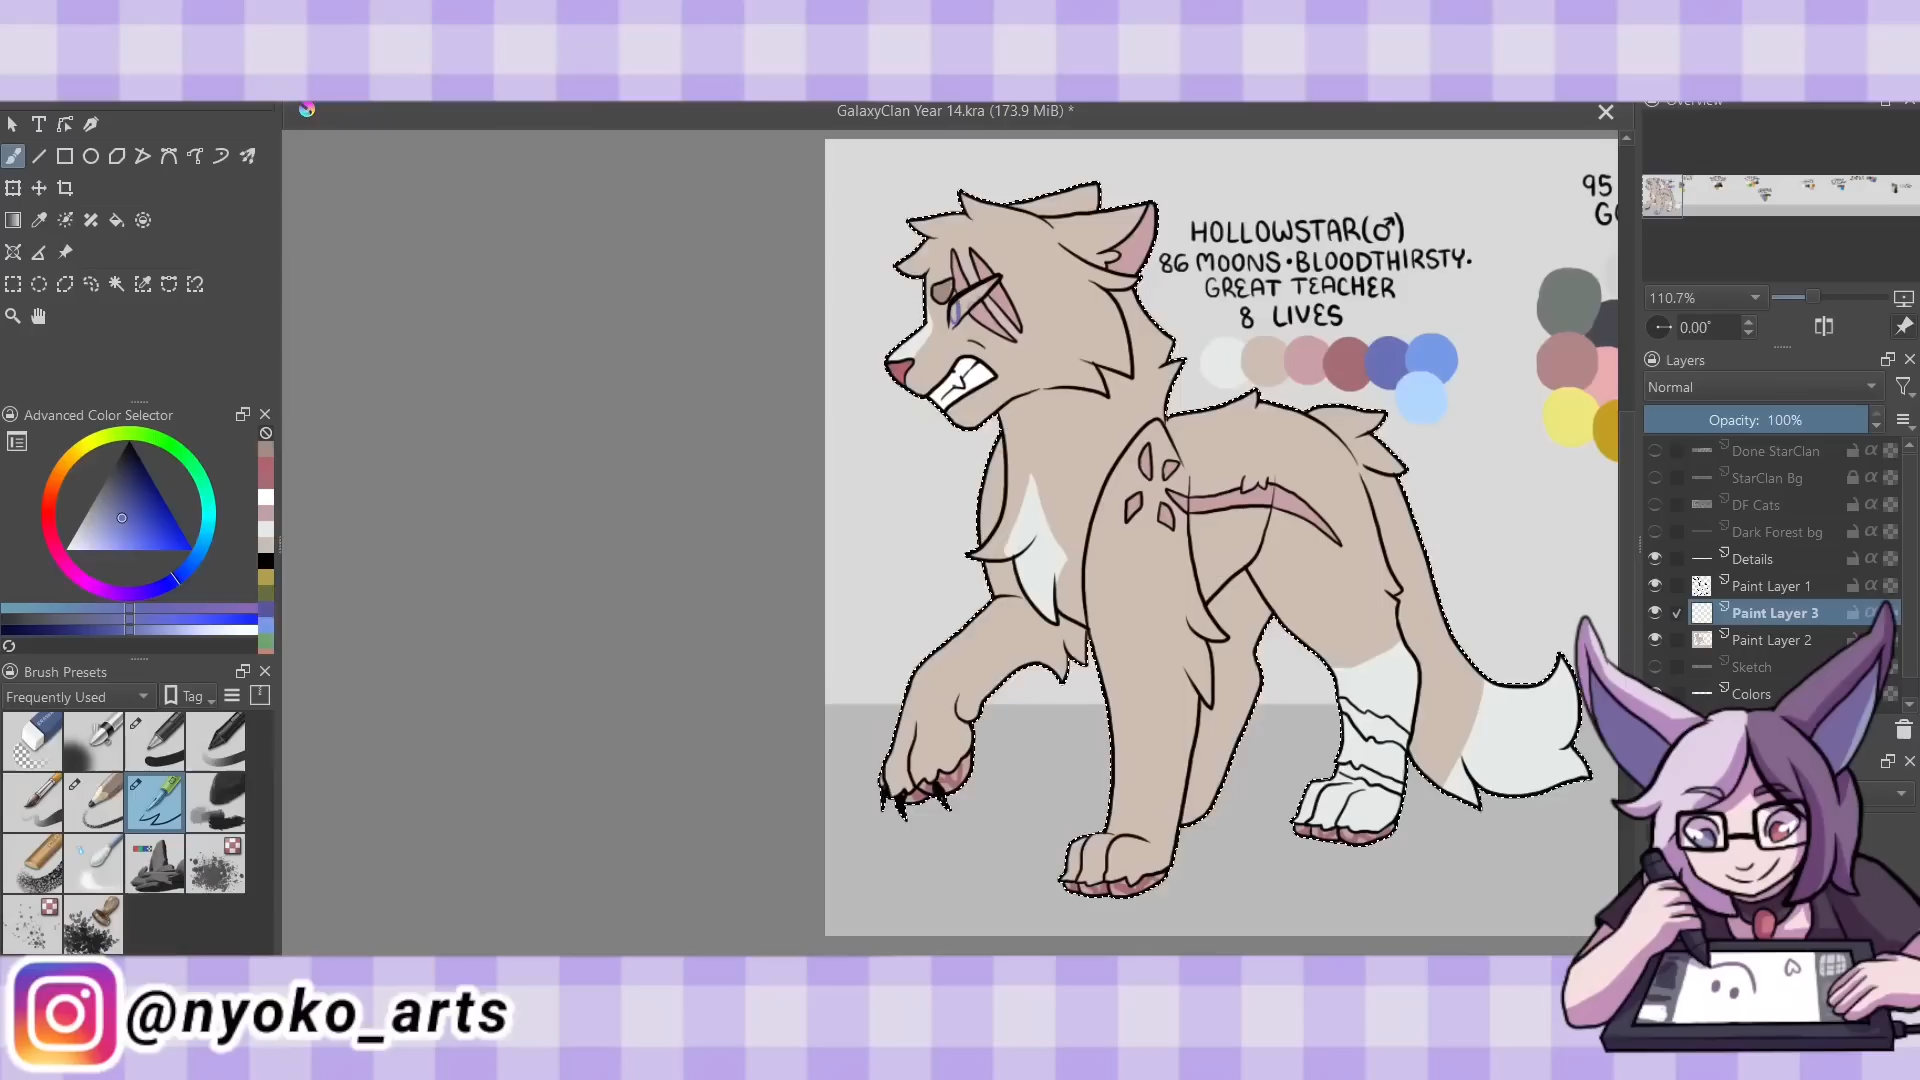 Overview
GalaxyClan Year 14.kra (173.9 MiB) *
HOLLOWSTAR(♂)
86 MOONS • BLOODTHIRSTY.
GREAT TEACHER
8 LIVES
95
110.7%
0.00°
Layers
Normal
Opacity: 100%
Done StarClan
StarClan Bg
DF Cats
Dark Forest bg
Details
Paint Layer 1
Paint Layer 3
Paint Layer 2
Sketch
Colors
Advanced Color Selector
Brush Presets
Frequently Used
Tag
@nyoko_arts